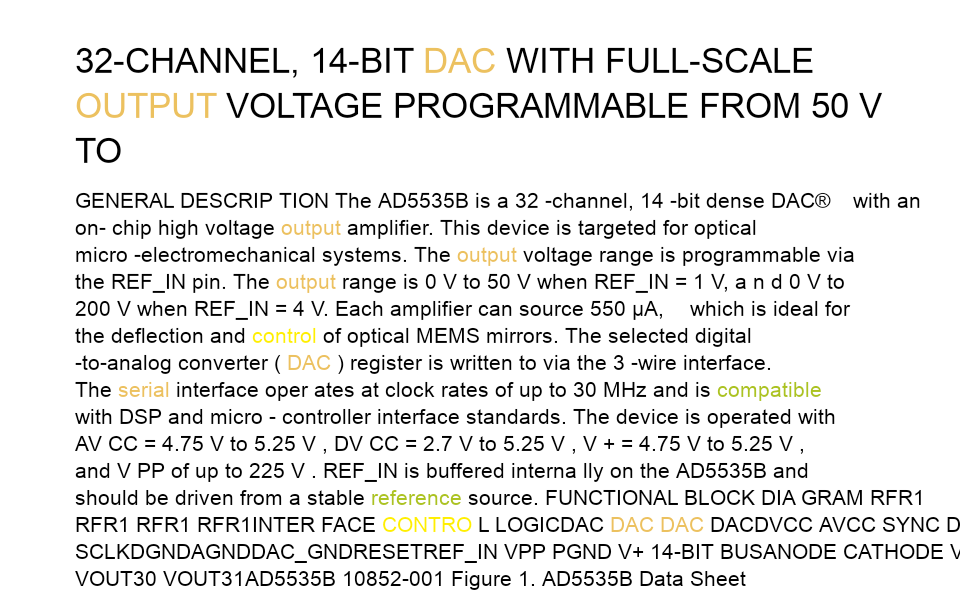 32-CHANNEL, 14-BIT DAC WITH FULL-SCALE
OUTPUT VOLTAGE PROGRAMMABLE FROM 50 V
TO
GENERAL DESCRIP TION The AD5535B is a 32 -channel, 14 -bit dense DAC® with an
on- chip high voltage output amplifier. This device is targeted for optical
micro -electromechanical systems. The output voltage range is programmable via
the REF_IN pin. The output range is 0 V to 50 V when REF_IN = 1 V, a n d 0 V to
200 V when REF_IN = 4 V. Each amplifier can source 550 μA, which is ideal for
the deflection and control of optical MEMS mirrors. The selected digital
-to-analog converter ( DAC ) register is written to via the 3 -wire interface.
The serial interface oper ates at clock rates of up to 30 MHz and is compatible
with DSP and micro - controller interface standards. The device is operated with
AV CC = 4.75 V to 5.25 V , DV CC = 2.7 V to 5.25 V , V + = 4.75 V to 5.25 V ,
and V PP of up to 225 V . REF_IN is buffered interna lly on the AD5535B and
should be driven from a stable reference source. FUNCTIONAL BLOCK DIA GRAM RFR1
RFR1 RFR1 RFR1INTER FACE CONTRO L LOGICDAC DAC DAC DACDVCC AVCC SYNC D
SCLKDGNDAGNDDAC_GNDRESETREF_IN VPP PGND V+ 14-BIT BUSANODE CATHODE V
VOUT30 VOUT31AD5535B 10852-001 Figure 1. AD5535B Data Sheet